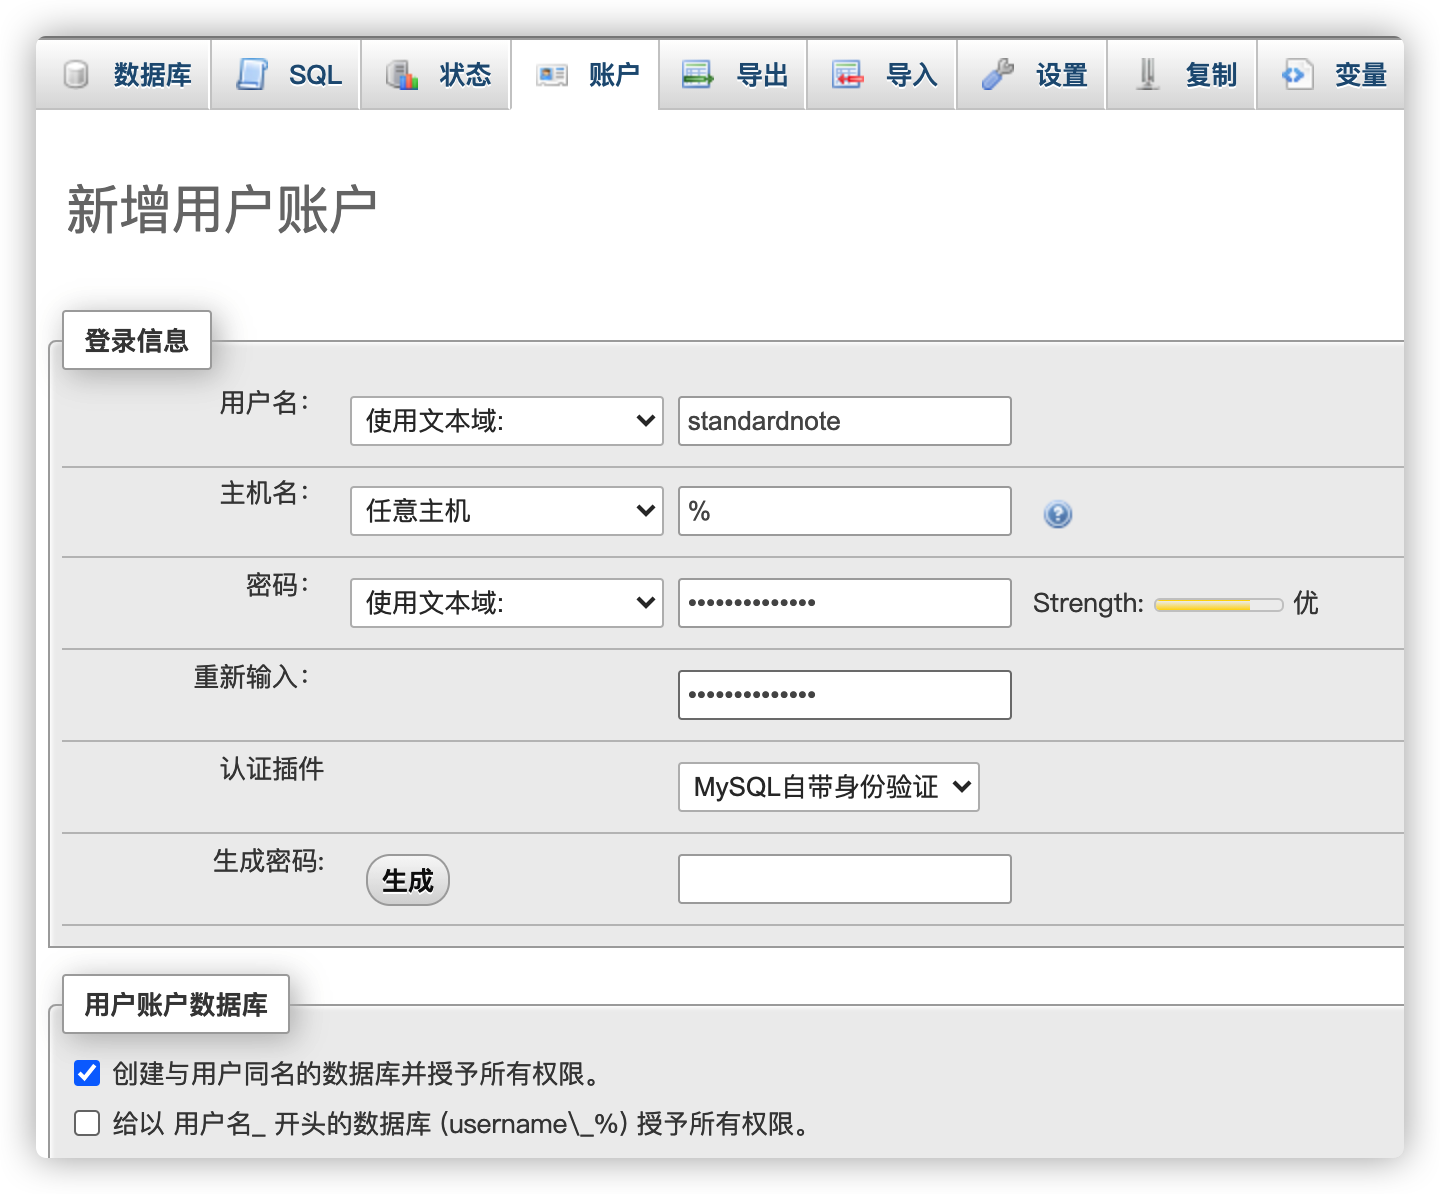 数据库 SQL 状态 账户 导出 导入 设置 复制 变量
新增用户账户
登录信息
用户名： 使用文本域: standardnote
主机名： 任意主机 %
密码： 使用文本域: •••••••••••••• Strength: 优
重新输入： ••••••••••••••
认证插件 MySQL自带身份验证
生成密码: 生成
用户账户数据库
创建与用户同名的数据库并授予所有权限。
给以 用户名_ 开头的数据库 (username\_%) 授予所有权限。